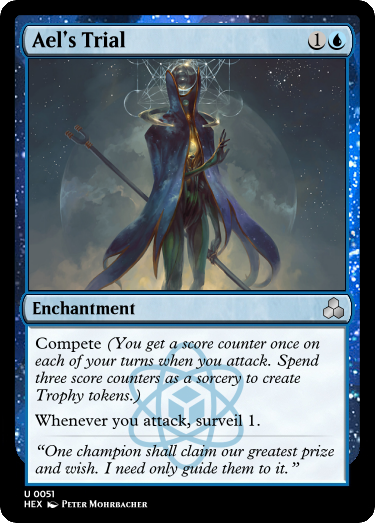 Ael's Trial 1
Enchantment
Compete (You get a score counter once on
each of your turns when you attack. Spend
three score counters as a sorcery to create
Trophy tokens.)
Whenever you attack, surveil 1.
“One champion shall claim our greatest prize
and wish. I need only guide them to it.”
U 0051
HEX Peter Mohrbacher